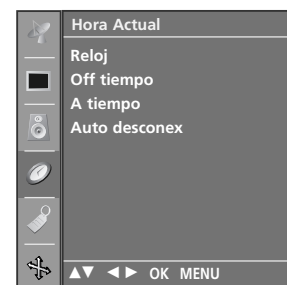 Hora Actual
Reloj
Off tiempo
A tiempo
Auto desconex
▲▼ ◄► OK MENU